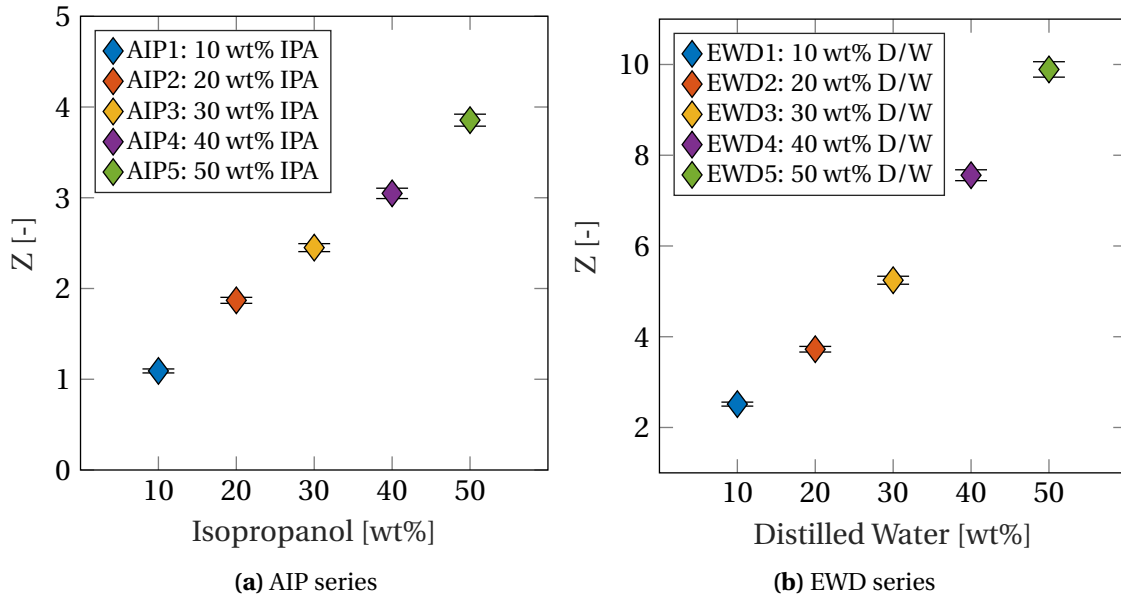 5
4
3
2
1
0
Z [-]
AIP1: 10 wt% IPA
AIP2: 20 wt% IPA
AIP3: 30 wt% IPA
AIP4: 40 wt% IPA
AIP5: 50 wt% IPA
10 20 30 40 50
Isopropanol [wt%]
(a) AIP series
10
8
6
4
2
Z [-]
EWD1: 10 wt% D/W
EWD2: 20 wt% D/W
EWD3: 30 wt% D/W
EWD4: 40 wt% D/W
EWD5: 50 wt% D/W
10 20 30 40 50
Distilled Water [wt%]
(b) EWD series